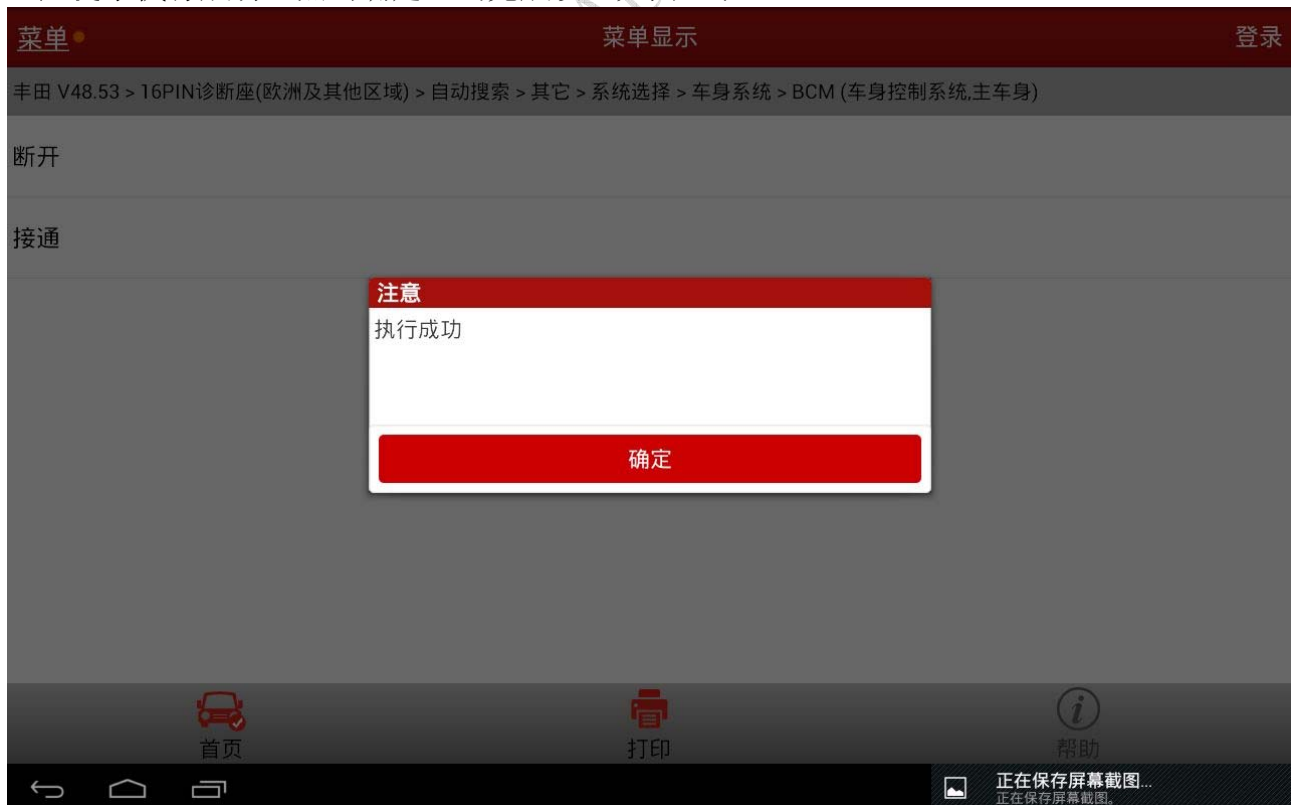 菜单
菜单显示
登录
丰田 V48.53 > 16PIN诊断座(欧洲及其他区域) > 自动搜索 > 其它 > 系统选择 > 车身系统 > BCM (车身控制系统,主车身)
断开
接通
注意
执行成功
确定
首页
打印
帮助
正在保存屏幕截图...
正在保存屏幕截图。